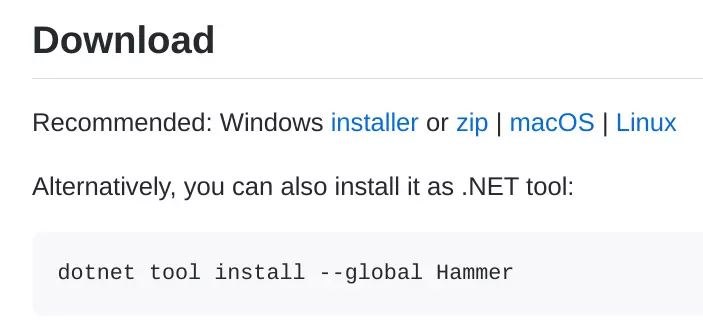 Download
Recommended: Windows installer or zip | macOS | Linux
Alternatively, you can also install it as .NET tool:
dotnet tool install --global Hammer